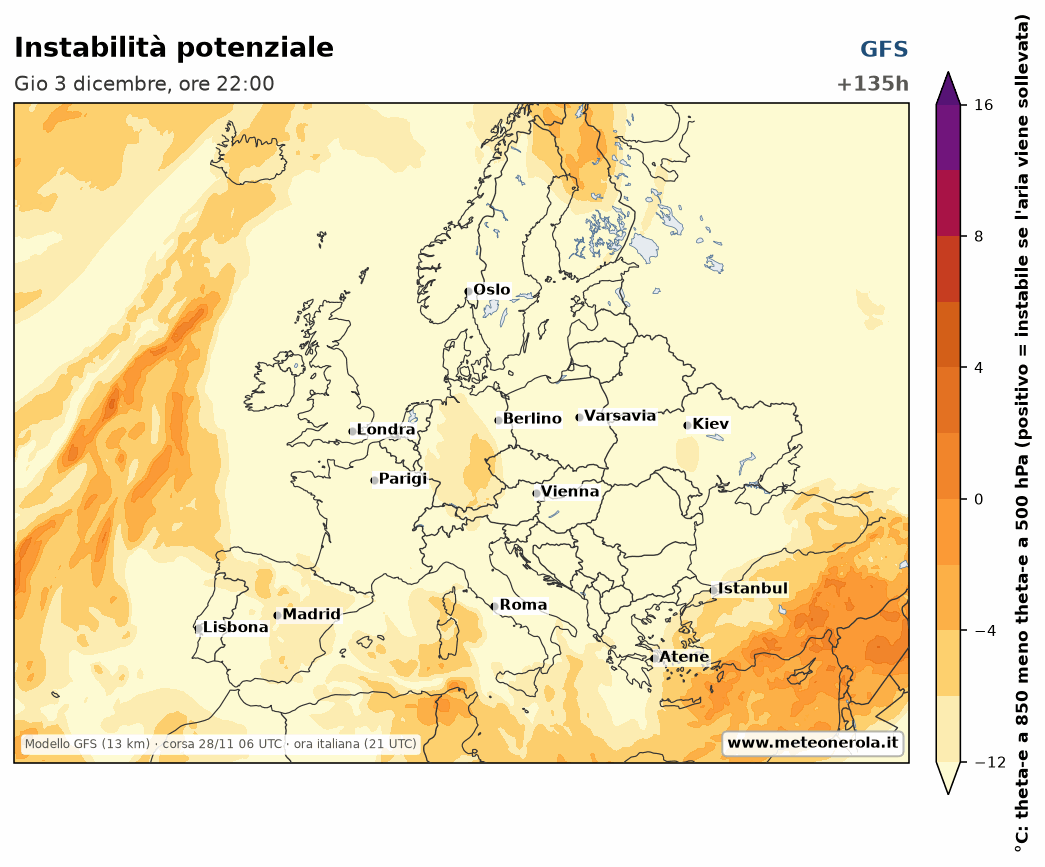 Instabilità potenziale
GFS
Gio 3 dicembre, ore 22:00
+135h
Oslo
Berlino
Varsavia
Kiev
Londra
Parigi
Vienna
Istanbul
Roma
Madrid
Lisbona
Atene
Modello GFS (13 km) · corsa 28/11 06 UTC · ora italiana (21 UTC)
www.meteonerola.it
16
8
4
0
−4
−12
°C: theta-e a 850 meno theta-e a 500 hPa (positivo = instabile se l'aria viene sollevata)